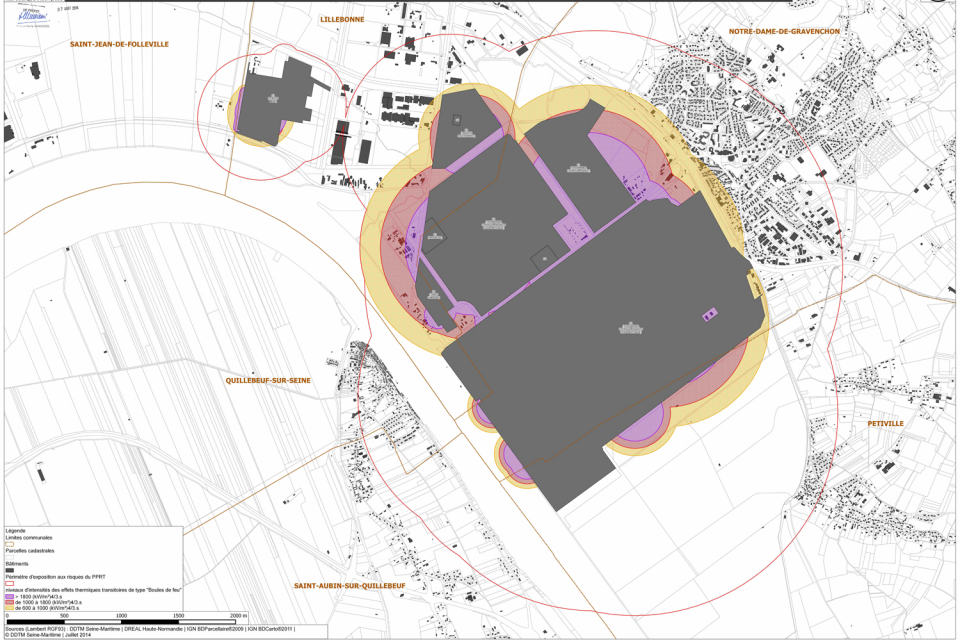 LILLEBONNE
SAINT-JEAN-DE-FOLLEVILLE
NOTRE-DAME-DE-GRAVENCHON
QUILLEBEUF-SUR-SEINE
PETIVILLE
SAINT-AUBIN-SUR-QUILLEBEUF
Légende
Limites communales
Parcelles cadastrales
Bâtiments
Périmètre d'exposition aux risques du PPRT
niveaux d'intensités des effets thermiques transitoires de type "Boules de feu"
> 1800 (kW/m²)4/3.s
de 1000 à 1800 (kW/m²)4/3.s
de 600 à 1000 (kW/m²)4/3.s
0 500 1000 1500 2000 m
Sources (Lambert RGF93) : DDTM Seine-Maritime | DREAL Haute-Normandie | IGN BDParcellaire©2009 | IGN BDCarto©2011 |
© DDTM Seine-Maritime | Juillet 2014